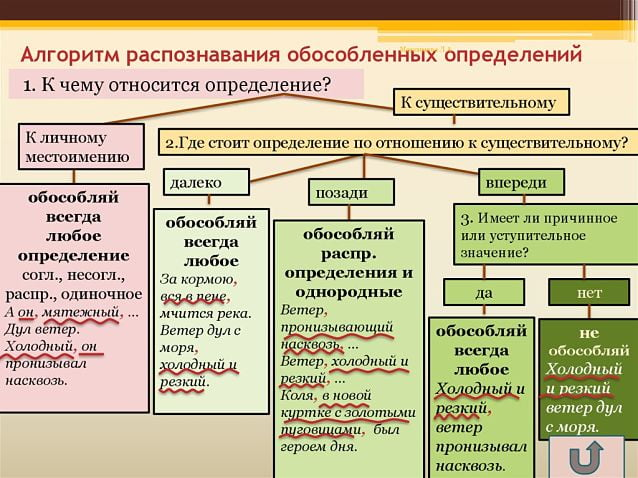 Алгоритм распознавания обособленных определений
1. К чему относится определение?
К существительному
К личному
местоимению
2.Где стоит определение по отношению к существительному?
далеко
позади
впереди
обособляй
всегда
любое
определение
согл., несогл.,
распр., одиночное
А он, мятежный, ...
Дул ветер.
Холодный, он
пронизывал
насквозь.
обособляй
всегда
любое
За кормою,
вся в пене,
мчится река.
Ветер дул с
моря,
холодный и
резкий.
обособляй
распр.
определения и
однородные
Ветер,
пронизывающий
насквозь, ...
Ветер, холодный и
резкий, ...
Коля, в новой
куртке с золотыми
пуговицами, был
героем дня.
3. Имеет ли причинное
или уступительное
значение?
да
нет
обособляй
всегда
любое
Холодный и
резкий,
ветер
пронизывал
насквозь.
не
обособляй
Холодный
и резкий
ветер дул
с моря.